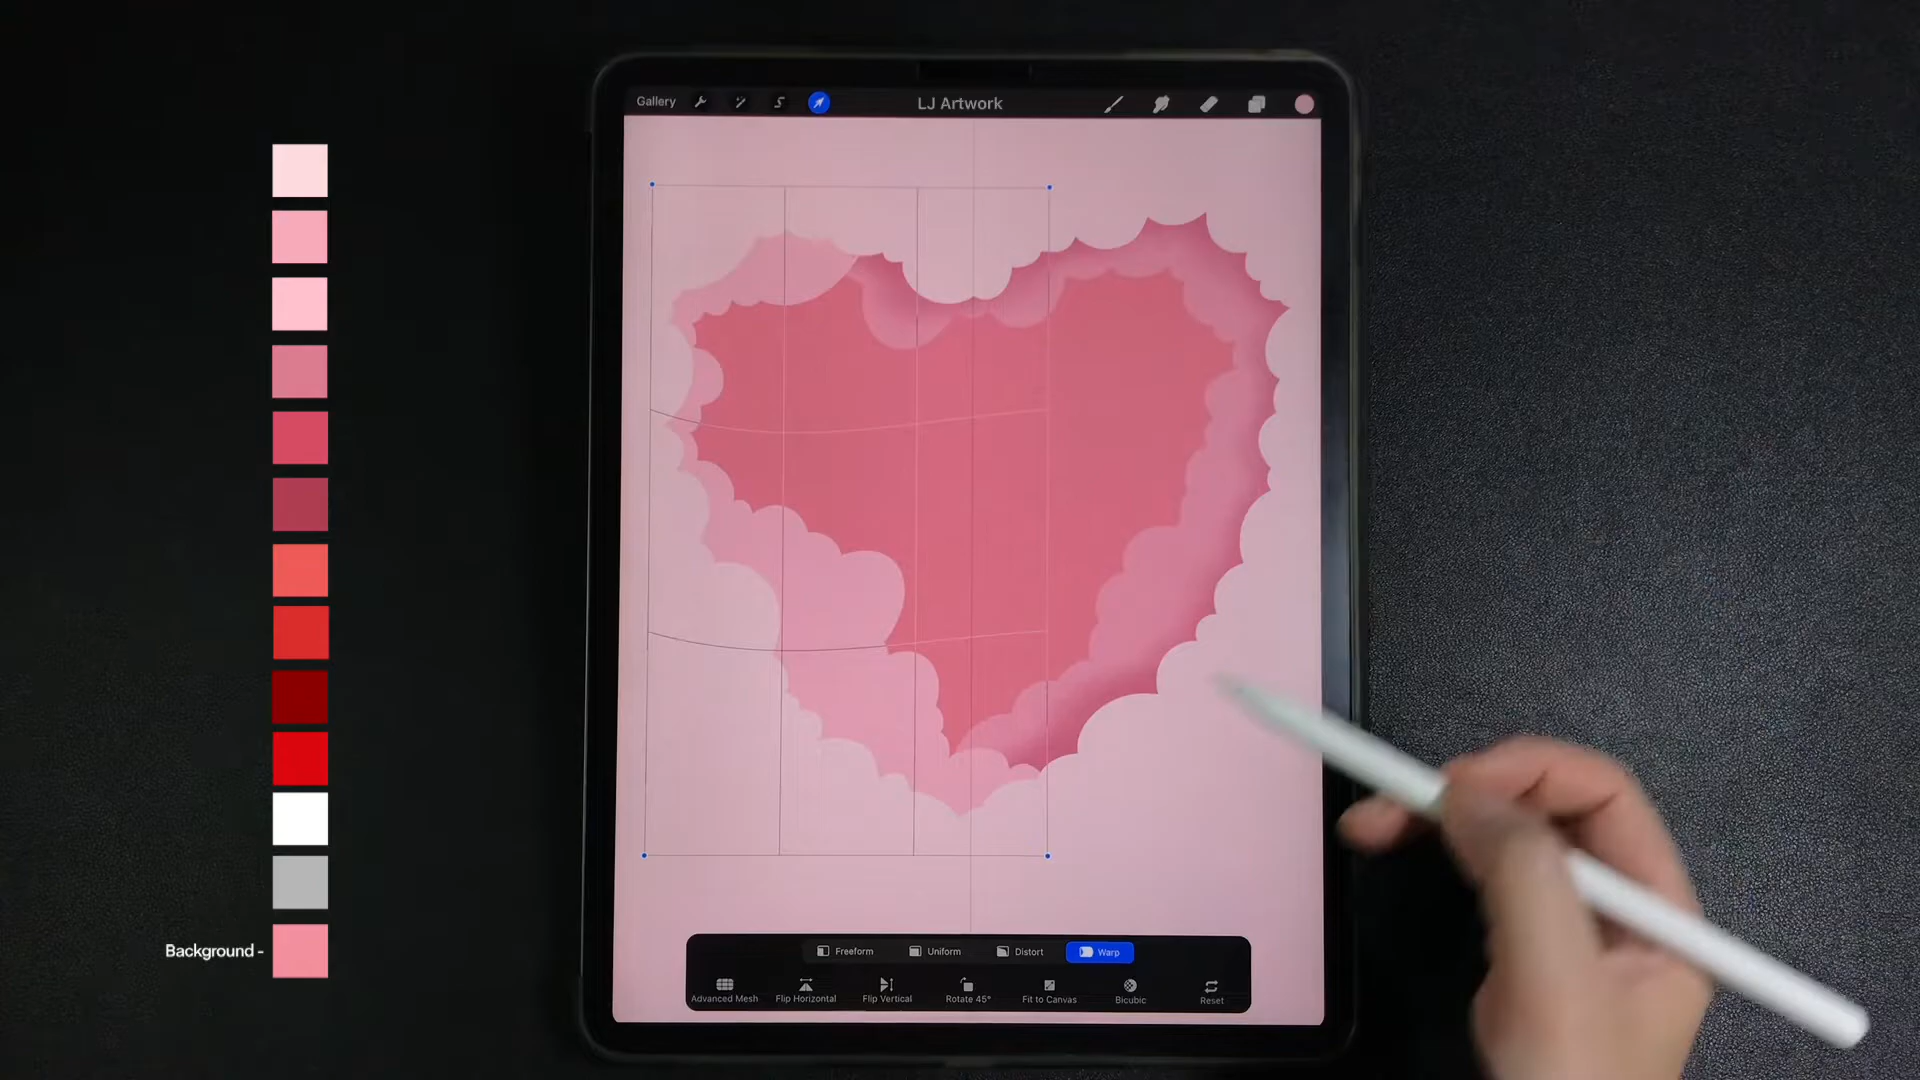 Gallery
LJ Artwork
Background -
Freeform
Uniform
Distort
Warp
Advanced Mesh
Flip Horizontal
Flip Vertical
Rotate 45°
Fit to Canvas
Bicubic
Reset